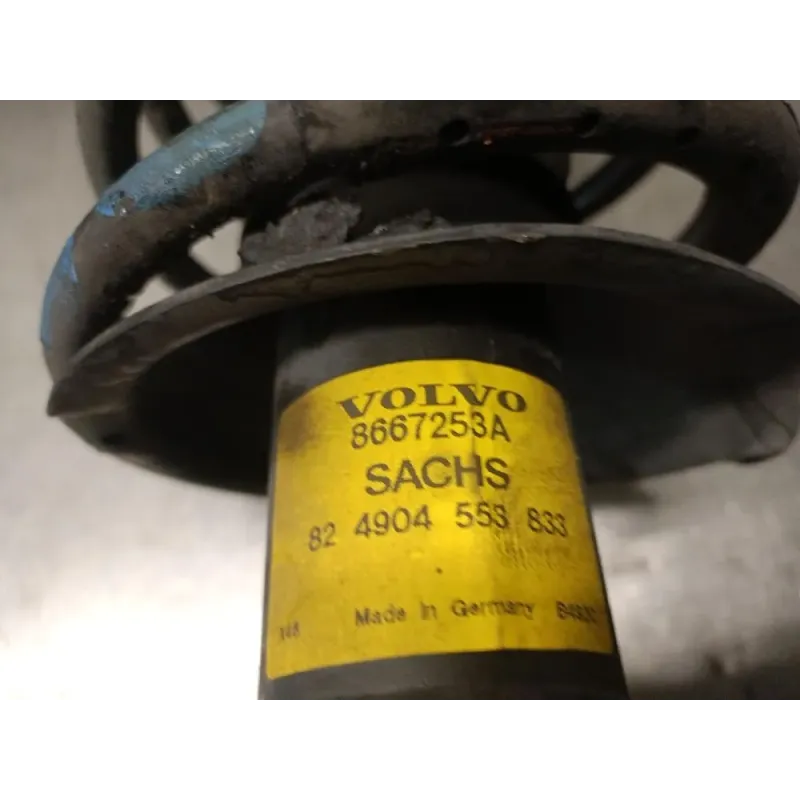 VOLVO
8667253A
SACHS
82 4904 553 833
Made in Germany